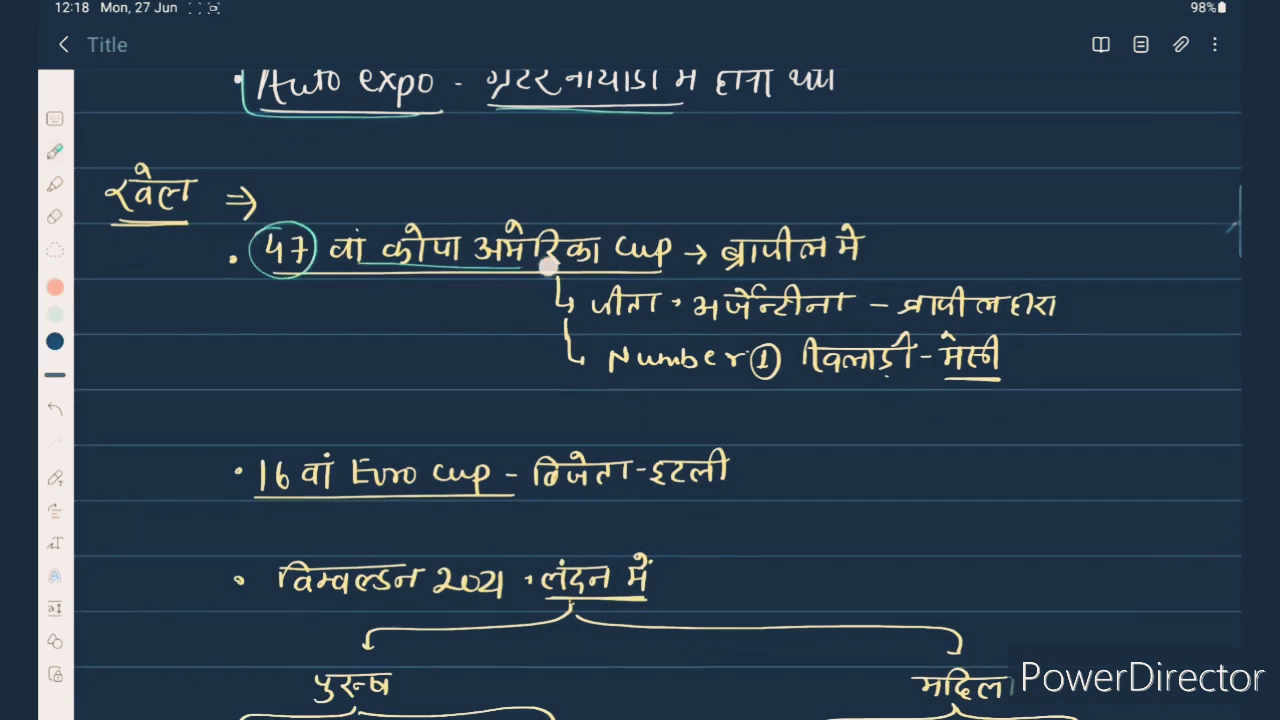 12:18 Mon, 27 Jun 98%
Title
• Auto expo - ग्रेटर नोयडा में होना था
खेल ⇒
• 47 वां कोपा अमेरिका cup → ब्राजील मे
↳ जीता • अर्जेन्टीना - ब्राजील हारा
↳ Number ① खिलाड़ी - मेसी
• 16 वां Euro cup - विजेता - इटली
• विम्बल्डन 2021 • लंदन में
पुरुष महिला
PowerDirector